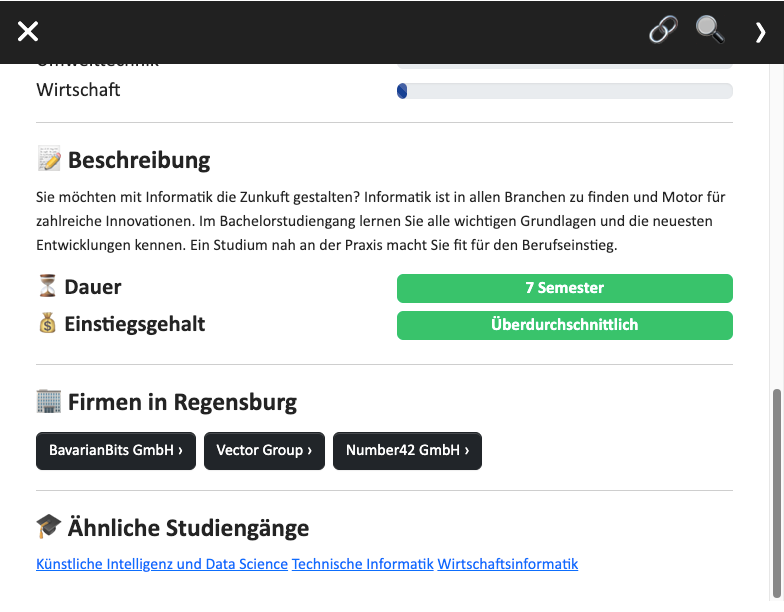 Umwelttechnik
Wirtschaft
Beschreibung
Sie möchten mit Informatik die Zunkuft gestalten? Informatik ist in allen Branchen zu finden und Motor für
zahlreiche Innovationen. Im Bachelorstudiengang lernen Sie alle wichtigen Grundlagen und die neuesten
Entwicklungen kennen. Ein Studium nah an der Praxis macht Sie fit für den Berufseinstieg.
Dauer 7 Semester
Einstiegsgehalt Überdurchschnittlich
Firmen in Regensburg
BavarianBits GmbH › Vector Group › Number42 GmbH ›
Ähnliche Studiengänge
Künstliche Intelligenz und Data Science Technische Informatik Wirtschaftsinformatik